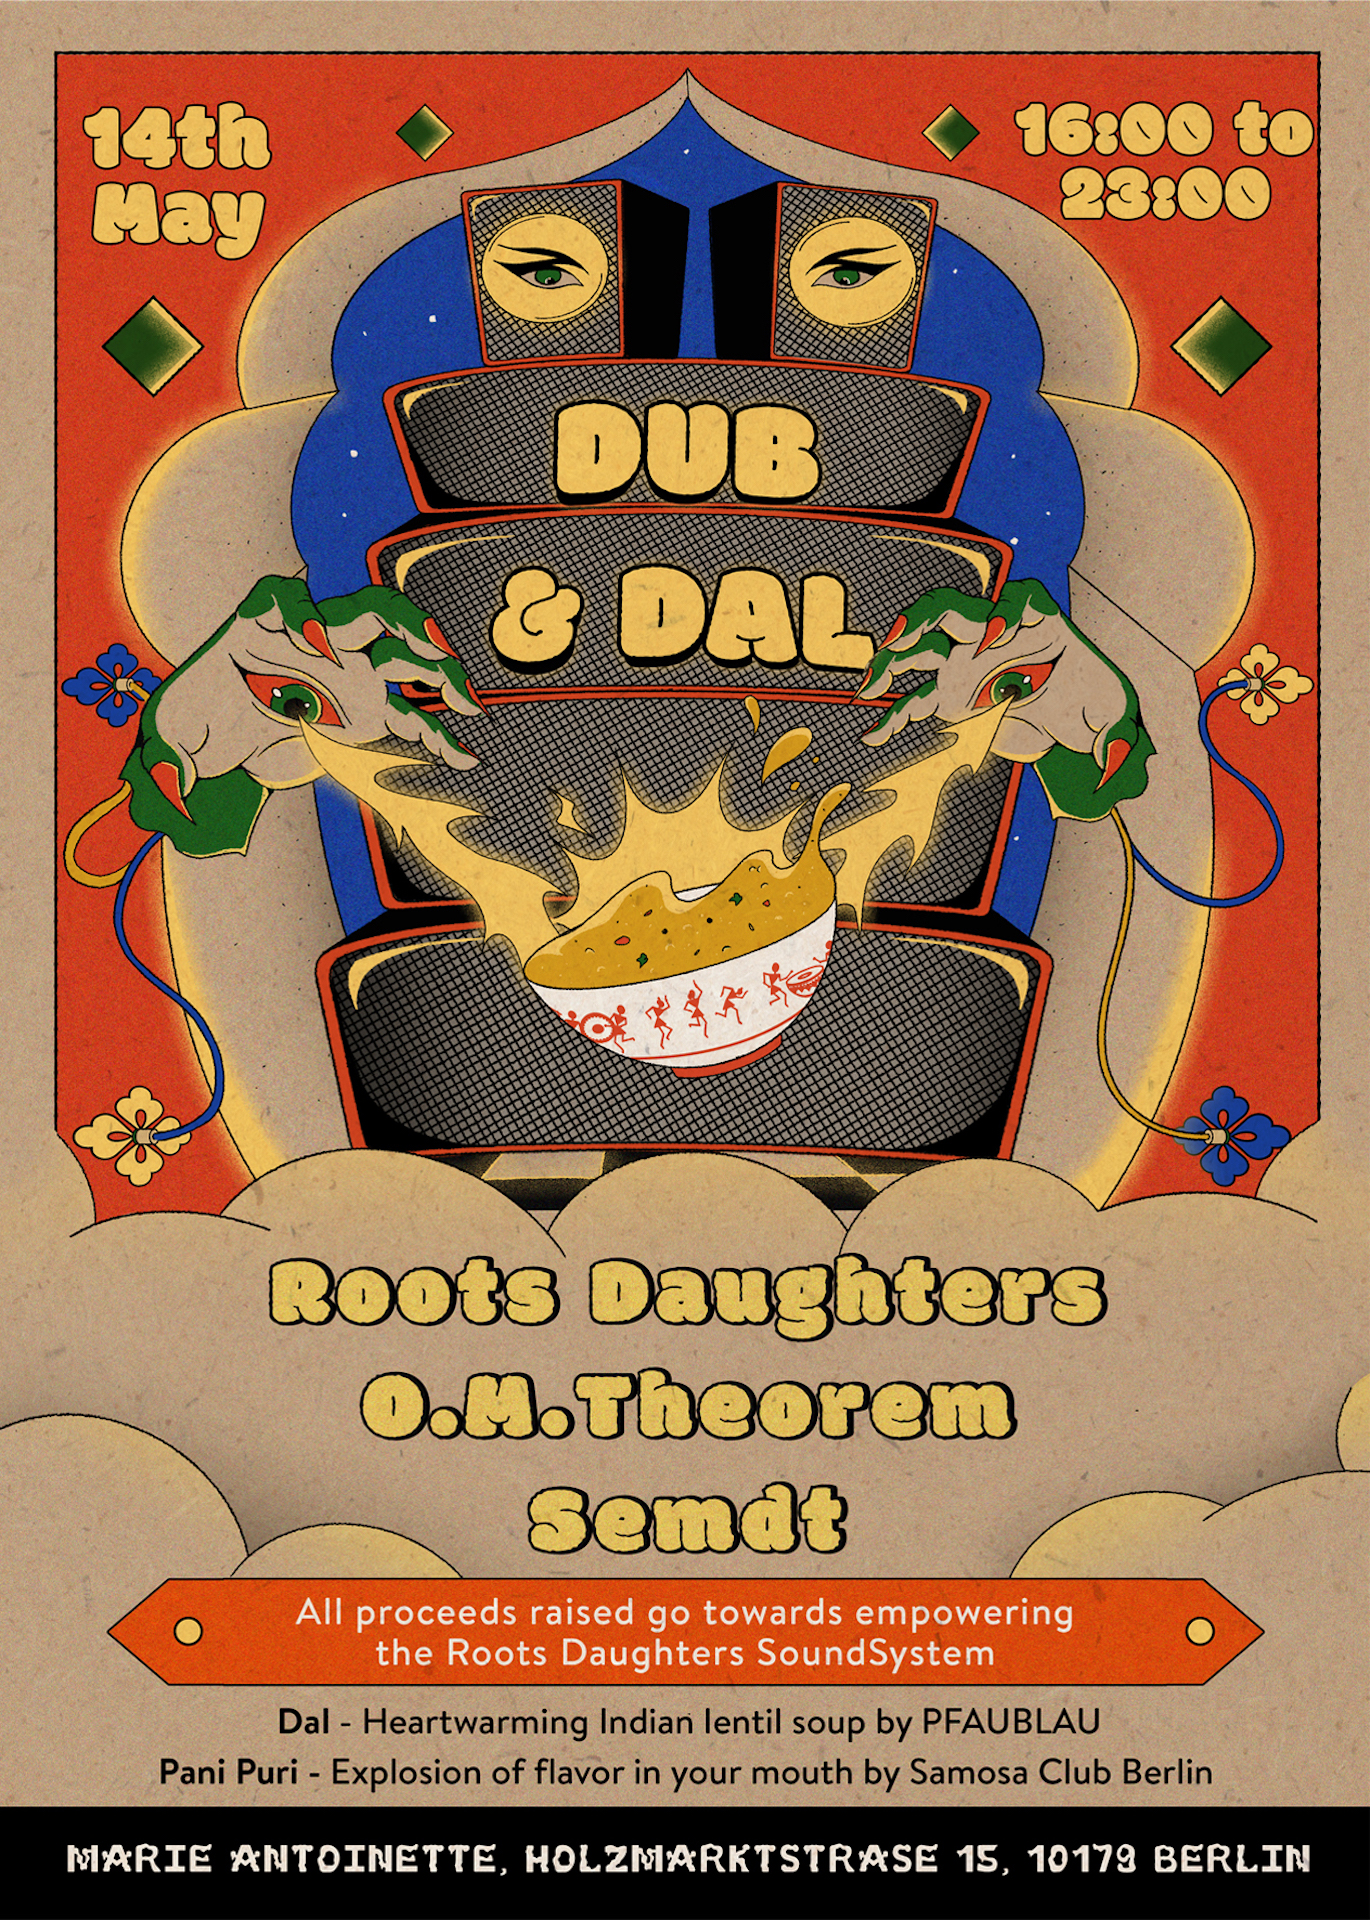 14th
May
16:00 to
23:00
DUB
& DAL
Roots Daughters
O.M.Theorem
Semdt
All proceeds raised go towards empowering
the Roots Daughters SoundSystem
Dal - Heartwarming Indian lentil soup by PFAUBLAU
Pani Puri - Explosion of flavor in your mouth by Samosa Club Berlin
MARIE ANTOINETTE, HOLZMARKTSTRASE 15, 10179 BERLIN